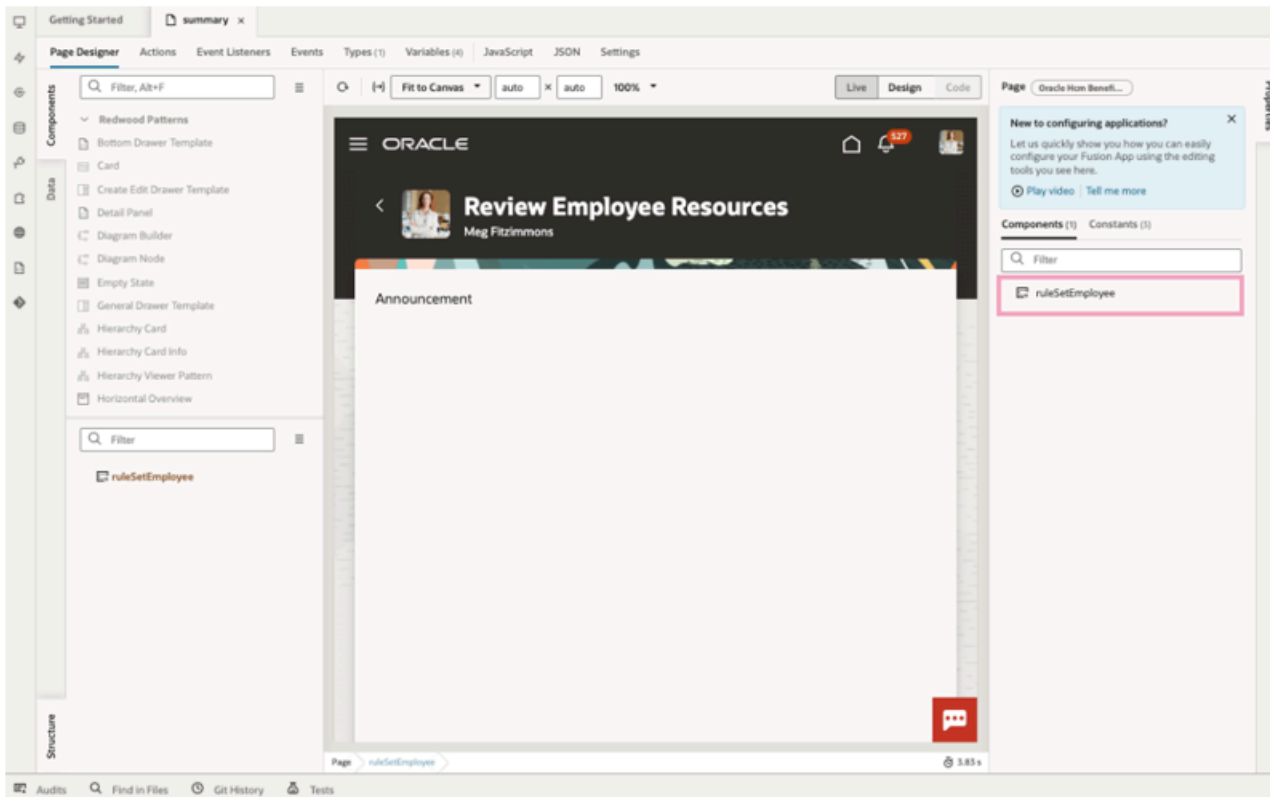 Getting Started
summary ×
Page Designer Actions Event Listeners Events Types (1) Variables (4) JavaScript JSON Settings
Components
Data
Structure
Filter, Alt+F
Redwood Patterns
Bottom Drawer Template
Card
Create Edit Drawer Template
Detail Panel
Diagram Builder
Diagram Node
Empty State
General Drawer Template
Hierarchy Card
Hierarchy Card Info
Hierarchy Viewer Pattern
Horizontal Overview
Filter
ruleSetEmployee
Fit to Canvas auto × auto 100%
Live Design Code
ORACLE
527
Review Employee Resources
Meg Fitzimmons
Announcement
Page ruleSetEmployee
3.83 s
Page Oracle Hcm Benefi...
New to configuring applications? ×
Let us quickly show you how you can easily
configure your Fusion App using the editing
tools you see here.
Play video Tell me more
Components (1) Constants (5)
Filter
ruleSetEmployee
Properties
Audits Find in Files Git History Tests